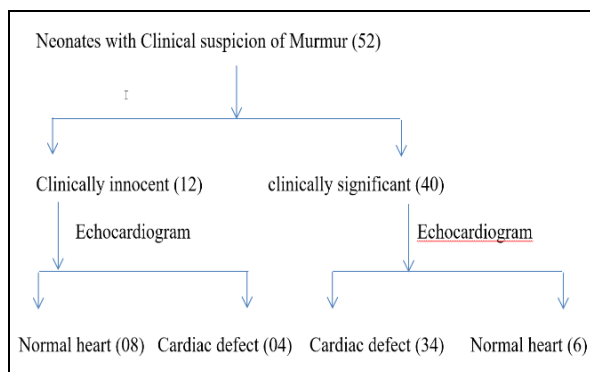 Neonates with Clinical suspicion of Murmur (52)
Clinically innocent (12) clinically significant (40)
Echocardiogram Echocardiogram
Normal heart (08) Cardiac defect (04) Cardiac defect (34) Normal heart (6)